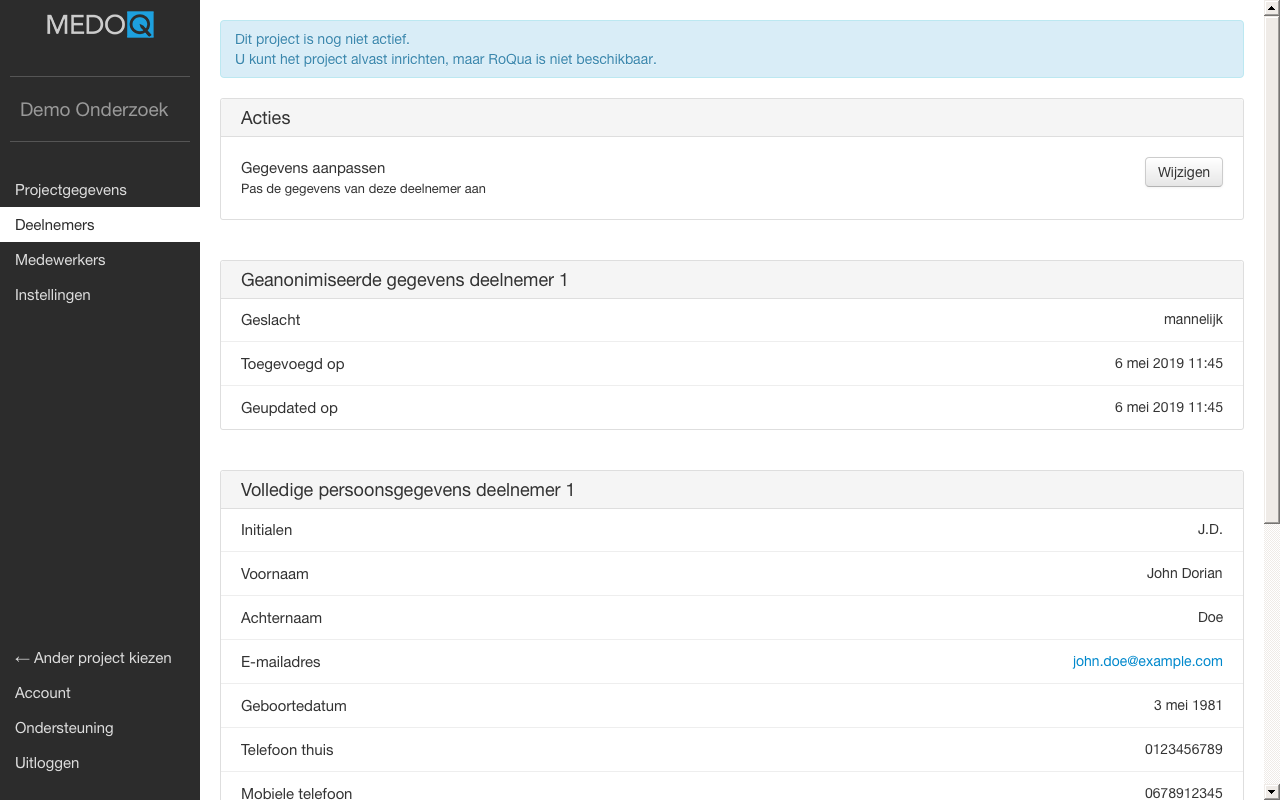 MEDOQ
Demo Onderzoek
Projectgegevens
Deelnemers
Medewerkers
Instellingen
← Ander project kiezen
Account
Ondersteuning
Uitloggen
Dit project is nog niet actief.
U kunt het project alvast inrichten, maar RoQua is niet beschikbaar.
Acties
Gegevens aanpassen
Pas de gegevens van deze deelnemer aan
Wijzigen
Geanonimiseerde gegevens deelnemer 1
Geslacht mannelijk
Toegevoegd op 6 mei 2019 11:45
Geupdated op 6 mei 2019 11:45
Volledige persoonsgegevens deelnemer 1
Initialen J.D.
Voornaam John Dorian
Achternaam Doe
E-mailadres john.doe@example.com
Geboortedatum 3 mei 1981
Telefoon thuis 0123456789
Mobiele telefoon 0678912345